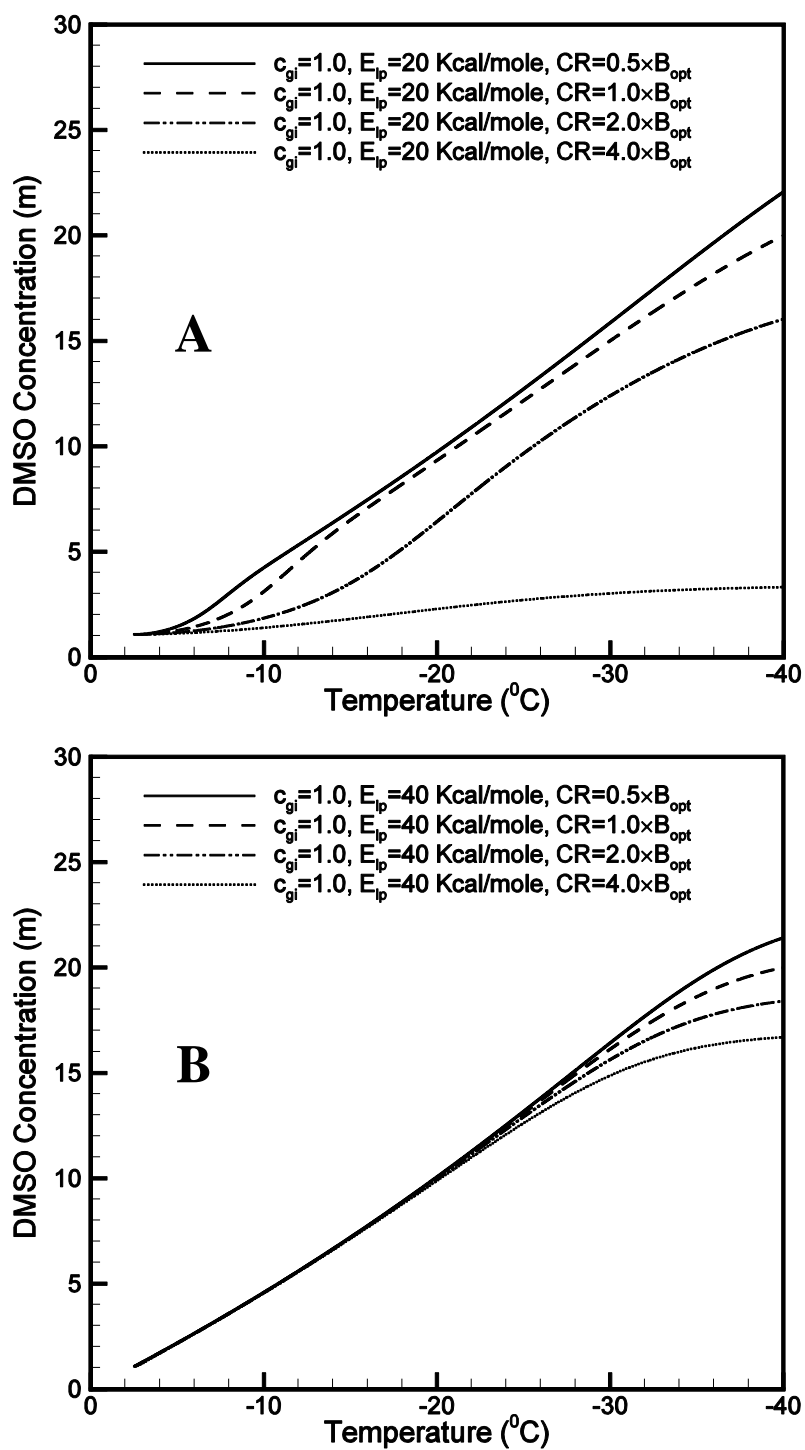 30
c_gi=1.0, E_lp=20 Kcal/mole, CR=0.5×B_opt
c_gi=1.0, E_lp=20 Kcal/mole, CR=1.0×B_opt
c_gi=1.0, E_lp=20 Kcal/mole, CR=2.0×B_opt
c_gi=1.0, E_lp=20 Kcal/mole, CR=4.0×B_opt
25
20
15
10
5
0
DMSO Concentration (m)
A
0 -10 -20 -30 -40
Temperature (⁰C)
30
c_gi=1.0, E_lp=40 Kcal/mole, CR=0.5×B_opt
c_gi=1.0, E_lp=40 Kcal/mole, CR=1.0×B_opt
c_gi=1.0, E_lp=40 Kcal/mole, CR=2.0×B_opt
c_gi=1.0, E_lp=40 Kcal/mole, CR=4.0×B_opt
25
20
15
10
5
0
DMSO Concentration (m)
B
0 -10 -20 -30 -40
Temperature (⁰C)